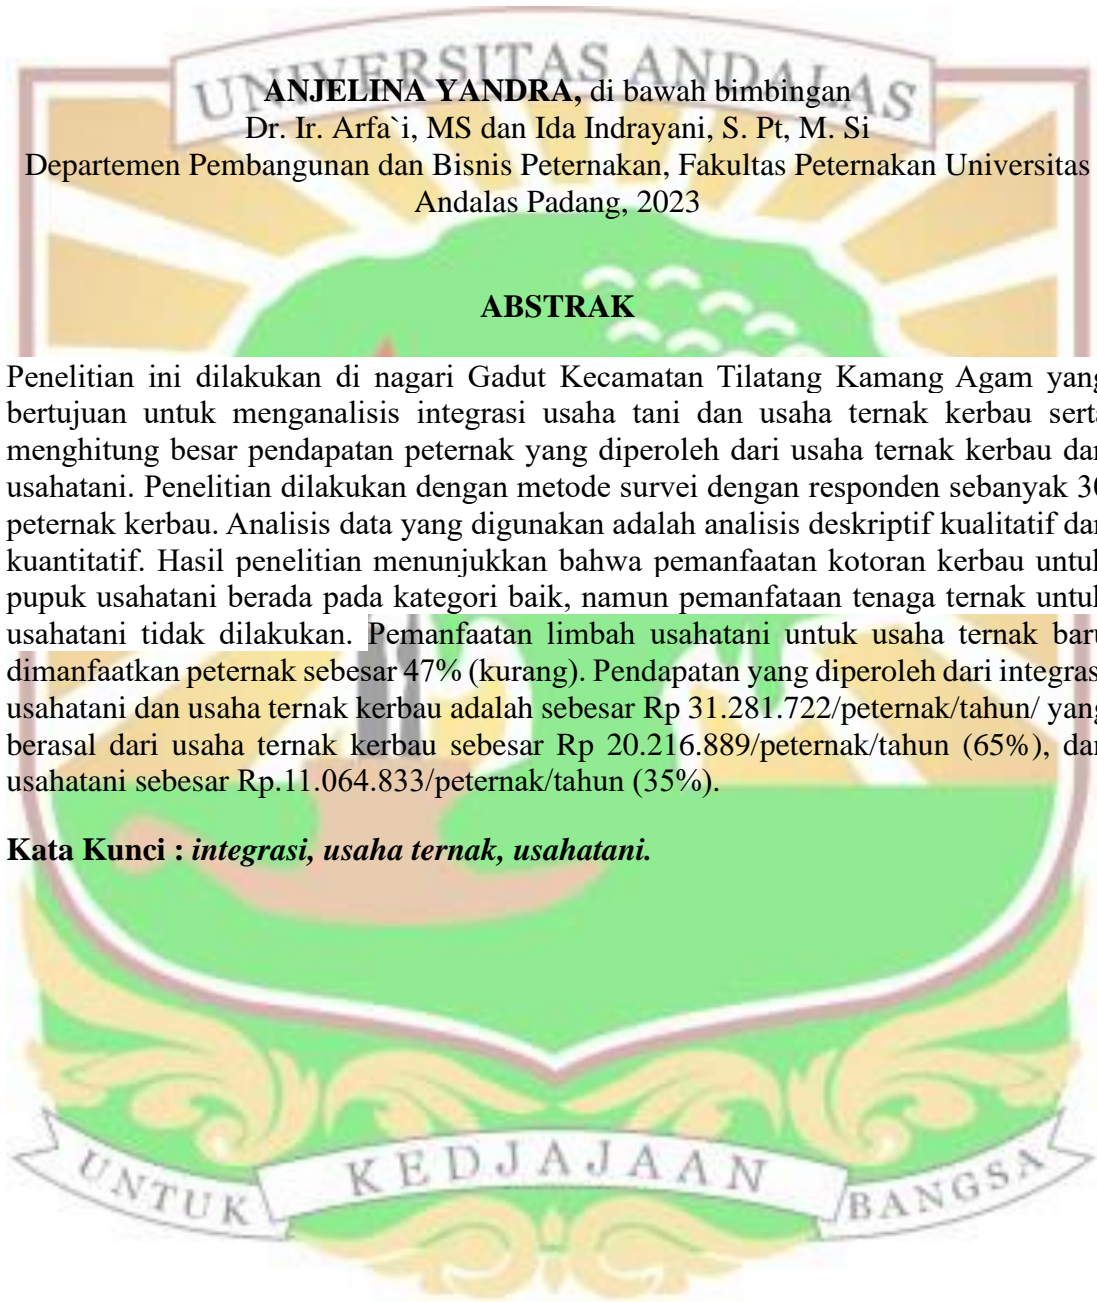 UNIVERSITAS ANDALAS
ANJELINA YANDRA, di bawah bimbingan
Dr. Ir. Arfa`i, MS dan Ida Indrayani, S. Pt, M. Si
Departemen Pembangunan dan Bisnis Peternakan, Fakultas Peternakan Universitas
Andalas Padang, 2023
ABSTRAK
Penelitian ini dilakukan di nagari Gadut Kecamatan Tilatang Kamang Agam yang
bertujuan untuk menganalisis integrasi usaha tani dan usaha ternak kerbau serta
menghitung besar pendapatan peternak yang diperoleh dari usaha ternak kerbau dan
usahatani. Penelitian dilakukan dengan metode survei dengan responden sebanyak 30
peternak kerbau. Analisis data yang digunakan adalah analisis deskriptif kualitatif dan
kuantitatif. Hasil penelitian menunjukkan bahwa pemanfaatan kotoran kerbau untuk
pupuk usahatani berada pada kategori baik, namun pemanfataan tenaga ternak untuk
usahatani tidak dilakukan. Pemanfaatan limbah usahatani untuk usaha ternak baru
dimanfaatkan peternak sebesar 47% (kurang). Pendapatan yang diperoleh dari integrasi
usahatani dan usaha ternak kerbau adalah sebesar Rp 31.281.722/peternak/tahun/ yang
berasal dari usaha ternak kerbau sebesar Rp 20.216.889/peternak/tahun (65%), dan
usahatani sebesar Rp.11.064.833/peternak/tahun (35%).
Kata Kunci : integrasi, usaha ternak, usahatani.
UNTUK KEDJAJAAN BANGSA